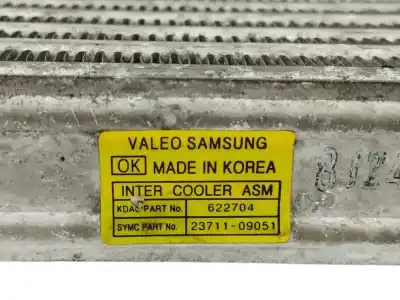 VALEO SAMSUNG
OK MADE IN KOREA
INTER COOLER ASM
KDAC PART No. 622704
SYMC PART No. 23711-09051